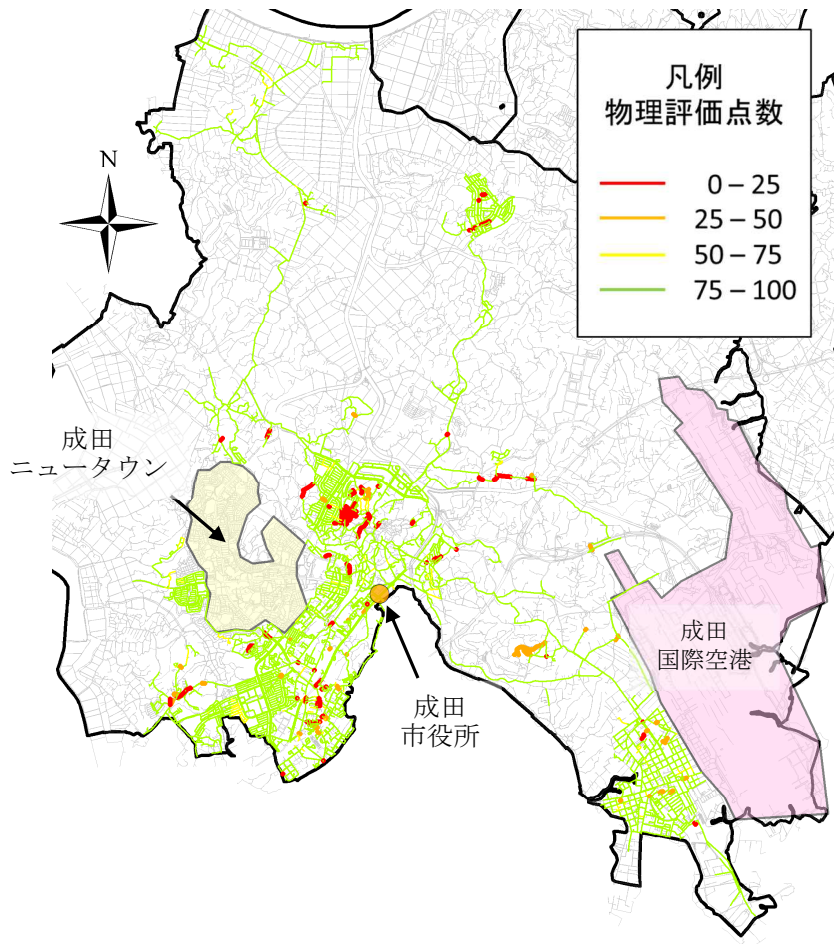 凡例
物理評価点数
0 – 25
25 – 50
50 – 75
75 – 100
N
成田
ニュータウン
成田
国際空港
成田
市役所